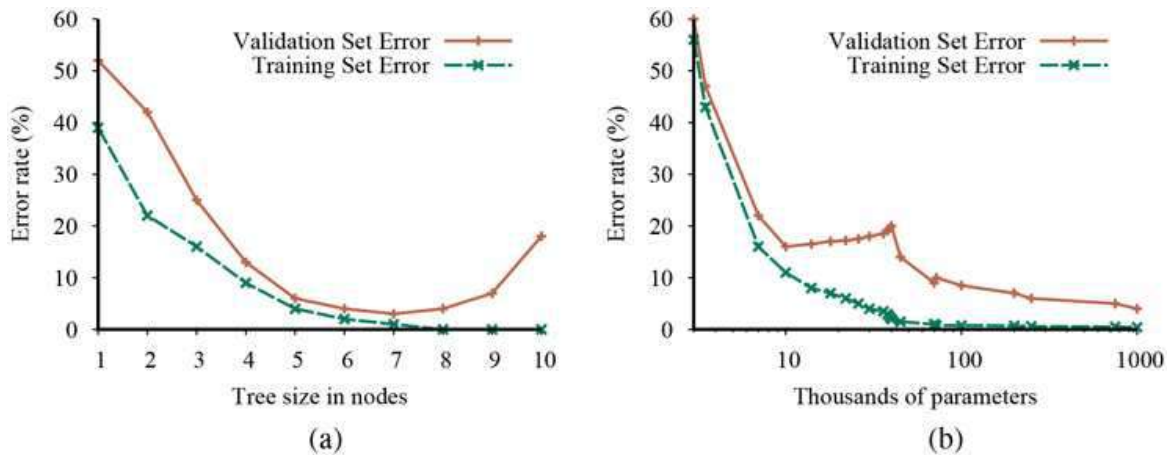 60
50
40
30
20
10
0
Error rate (%)
Validation Set Error
Training Set Error
1 2 3 4 5 6 7 8 9 10
Tree size in nodes
(a)
60
50
40
30
20
10
0
Error rate (%)
Validation Set Error
Training Set Error
10 100 1000
Thousands of parameters
(b)